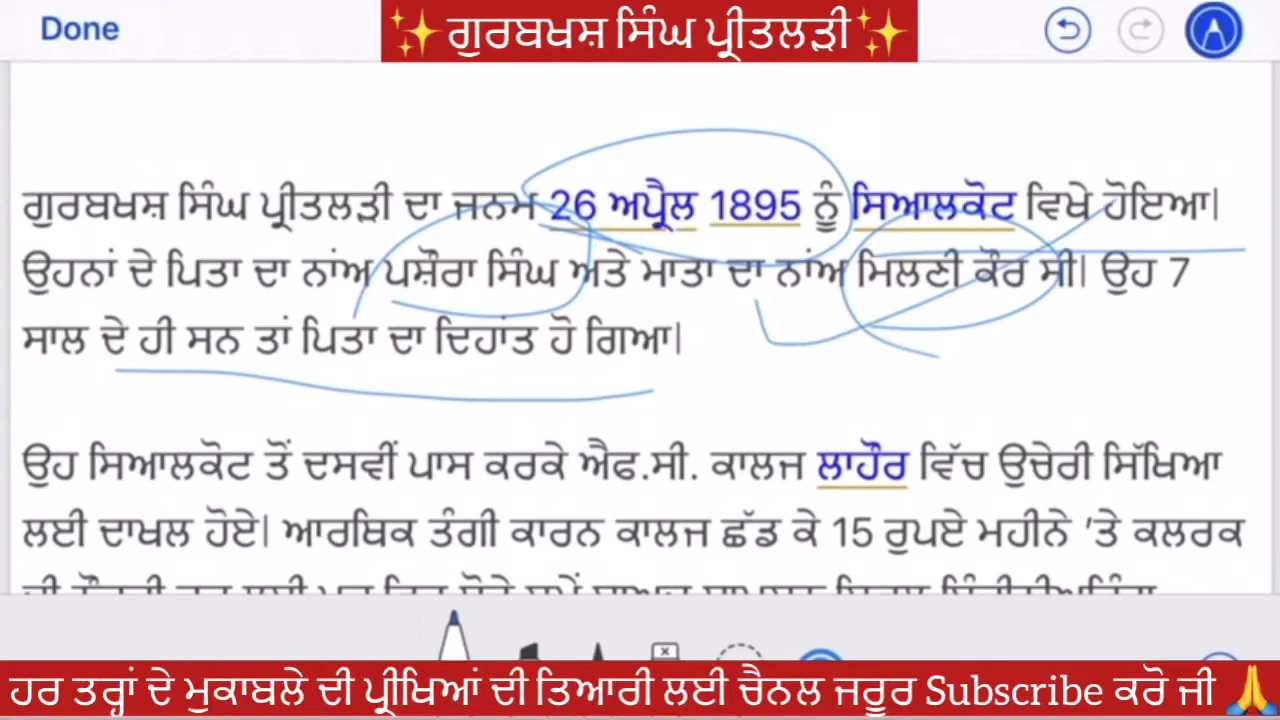 Done
✨ਗੁਰਬਖਸ਼ ਸਿੰਘ ਪ੍ਰੀਤਲੜੀ✨
ਗੁਰਬਖਸ਼ ਸਿੰਘ ਪ੍ਰੀਤਲੜੀ ਦਾ ਜਨਮ 26 ਅਪ੍ਰੈਲ 1895 ਨੂੰ ਸਿਆਲਕੋਟ ਵਿਖੇ ਹੋਇਆ।
ਉਹਨਾਂ ਦੇ ਪਿਤਾ ਦਾ ਨਾਂਅ ਪਸ਼ੌਰਾ ਸਿੰਘ ਅਤੇ ਮਾਤਾ ਦਾ ਨਾਂਅ ਮਿਲਣੀ ਕੌਰ ਸੀ। ਉਹ 7
ਸਾਲ ਦੇ ਹੀ ਸਨ ਤਾਂ ਪਿਤਾ ਦਾ ਦਿਹਾਂਤ ਹੋ ਗਿਆ।
ਉਹ ਸਿਆਲਕੋਟ ਤੋਂ ਦਸਵੀਂ ਪਾਸ ਕਰਕੇ ਐਫ.ਸੀ. ਕਾਲਜ ਲਾਹੌਰ ਵਿੱਚ ਉਚੇਰੀ ਸਿੱਖਿਆ
ਲਈ ਦਾਖਲ ਹੋਏ। ਆਰਥਿਕ ਤੰਗੀ ਕਾਰਨ ਕਾਲਜ ਛੱਡ ਕੇ 15 ਰੁਪਏ ਮਹੀਨੇ 'ਤੇ ਕਲਰਕ
ਹਰ ਤਰ੍ਹਾਂ ਦੇ ਮੁਕਾਬਲੇ ਦੀ ਪ੍ਰੀਖਿਆਂ ਦੀ ਤਿਆਰੀ ਲਈ ਚੈਨਲ ਜਰੂਰ Subscribe ਕਰੋ ਜੀ 🙏